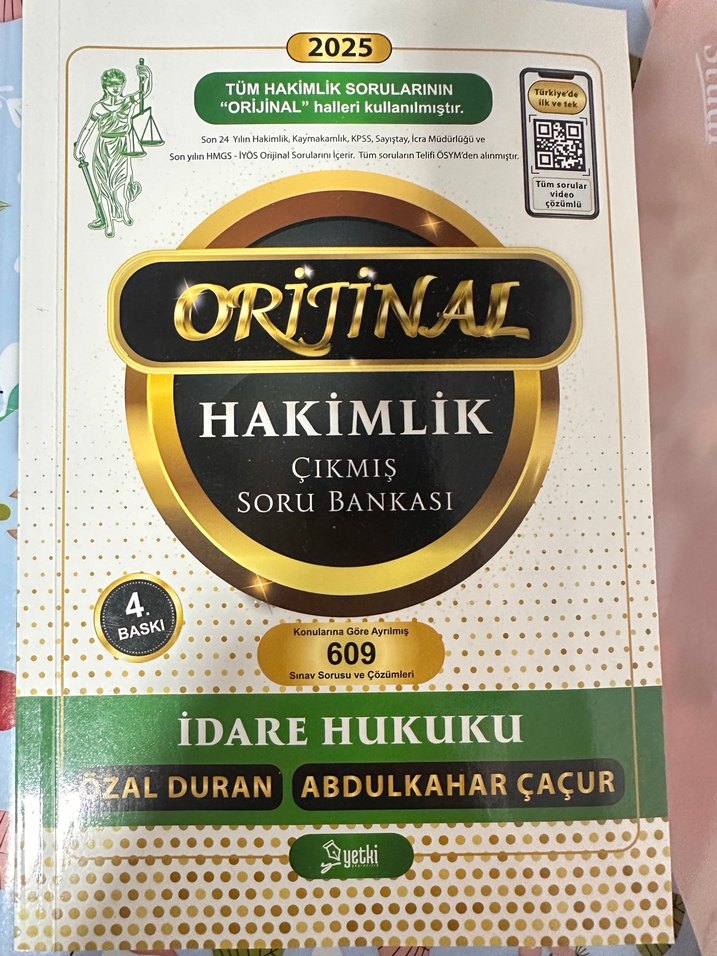 2025
TÜM HAKİMLİK SORULARININ
“ORİJİNAL” halleri kullanılmıştır.
Son 24 Yılın Hakimlik, Kaymakamlık, KPSS, Sayıştay, İcra Müdürlüğü ve
Son yılın HMGS - İYÖS Orijinal Sorularını İçerir. Tüm soruların Telifi ÖSYM'den alınmıştır.
Türkiye'de
ilk ve tek
Tüm sorular
video
çözümlü
ORİJİNAL
HAKİMLİK
ÇIKMIŞ
SORU BANKASI
4.
BASKI
Konularına Göre Ayrılmış
609
Sınav Sorusu ve Çözümleri
İDARE HUKUKU
ÖZAL DURAN ABDULKAHAR ÇAÇUR
yetki